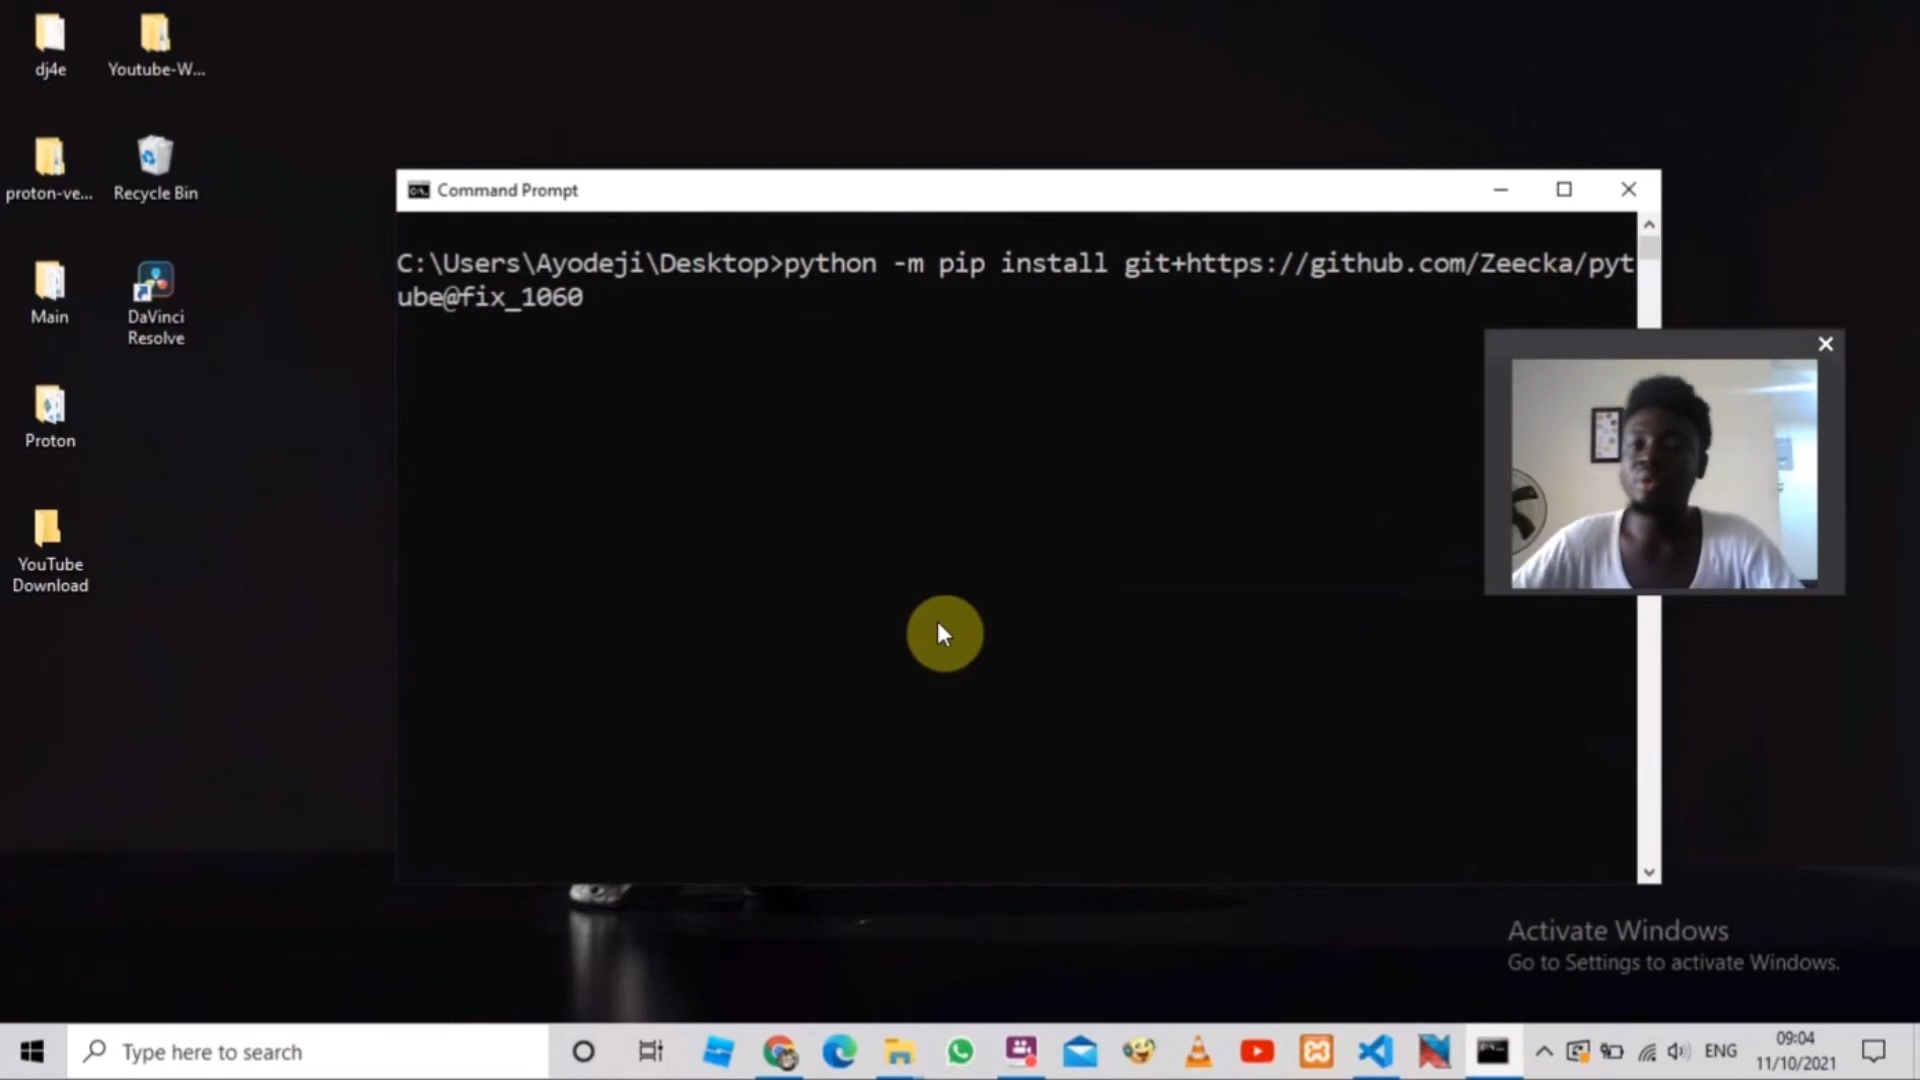 dj4e
Youtube-W...
proton-ve...
Recycle Bin
Main
DaVinci
Resolve
Proton
YouTube
Download
Command Prompt
C:\Users\Ayodeji\Desktop>python -m pip install git+https://github.com/Zeecka/pyt
ube@fix_1060
Activate Windows
Go to Settings to activate Windows.
Type here to search
ENG
09:04
11/10/2021